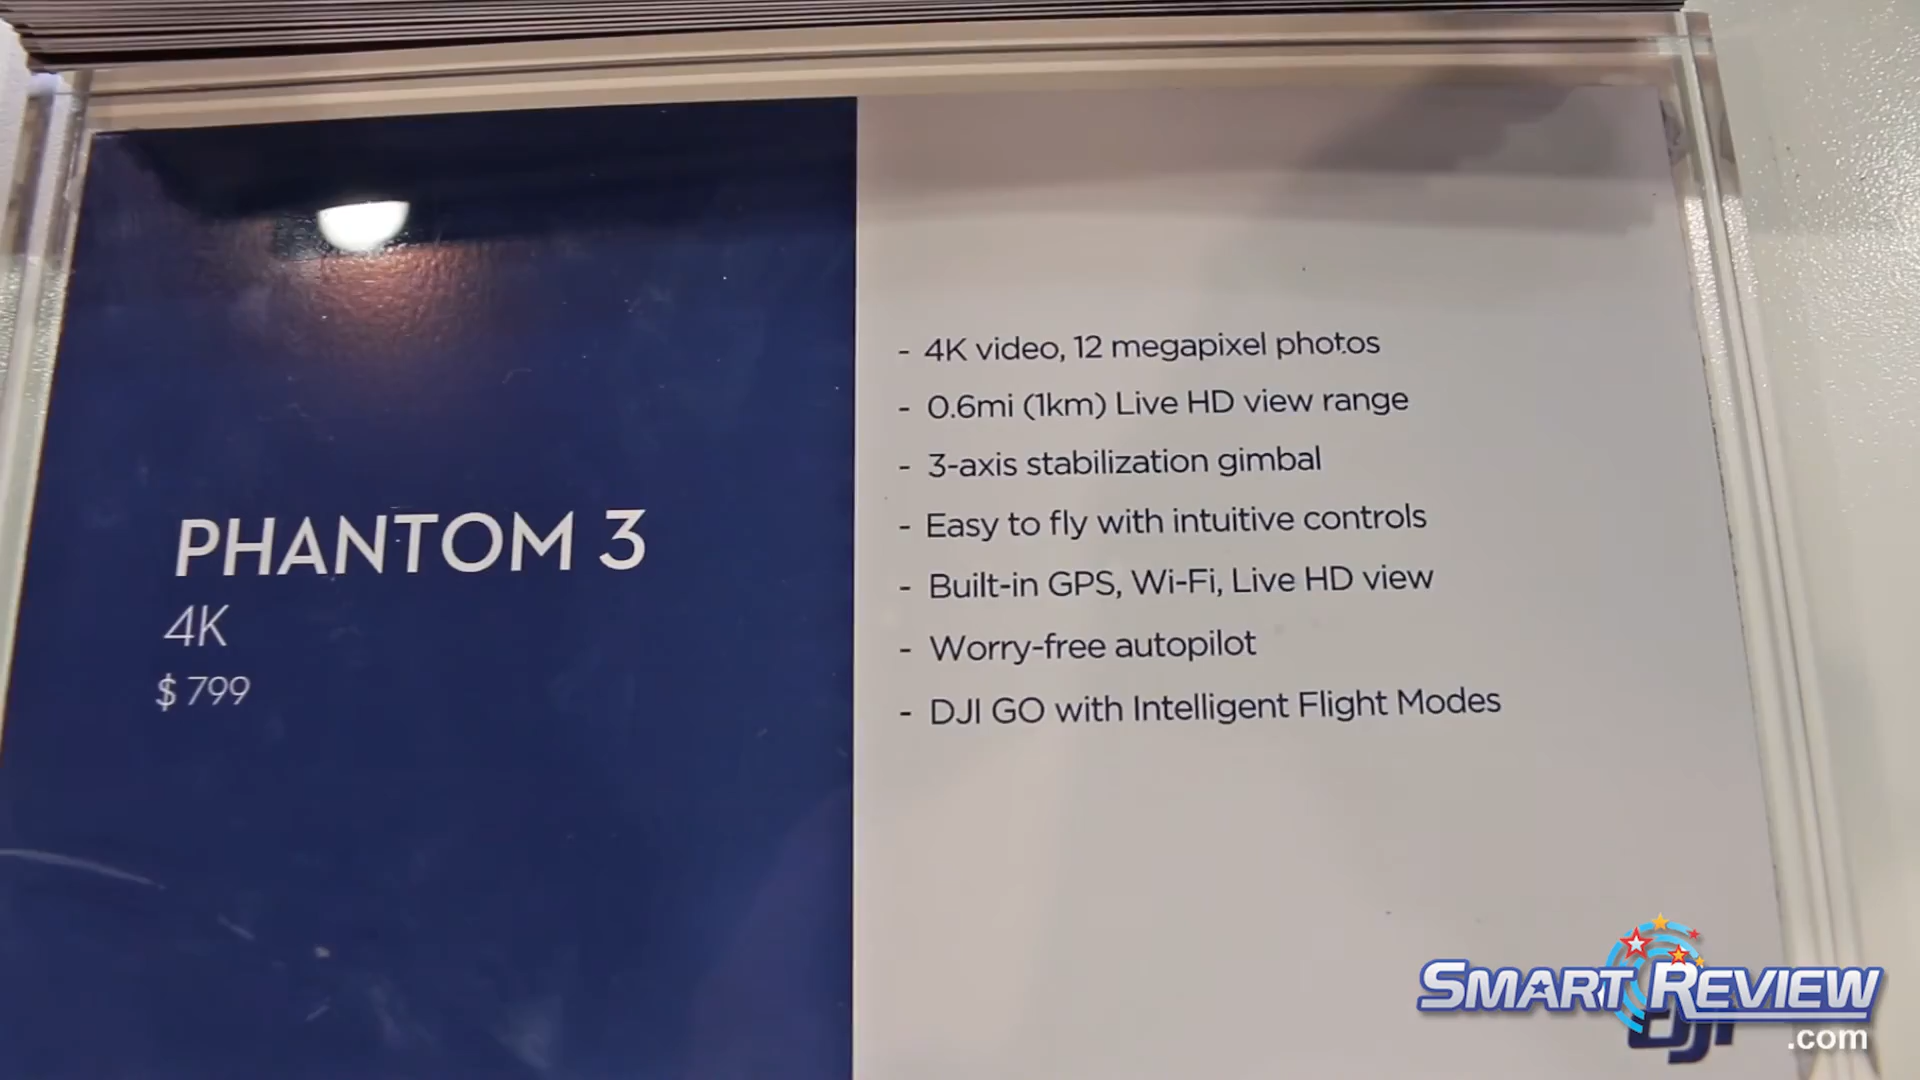 PHANTOM 3
4K
$799
- 4K video, 12 megapixel photos
- 0.6mi (1km) Live HD view range
- 3-axis stabilization gimbal
- Easy to fly with intuitive controls
- Built-in GPS, Wi-Fi, Live HD view
- Worry-free autopilot
- DJI GO with Intelligent Flight Modes
SMART REVIEW
.com
DJI